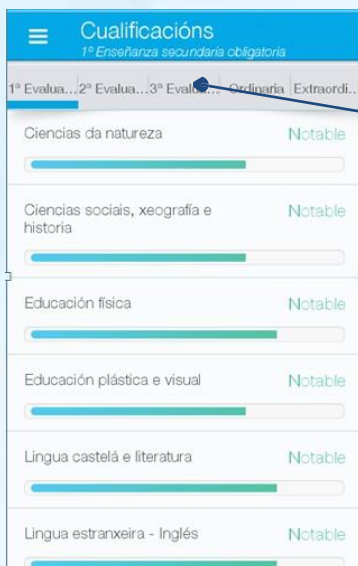 Cualificacións
1º Enseñanza secundaria obligatoria
1ª Evalua... 2ª Evalua... 3ª Evalua... Ordinaria Extraordi...
Ciencias da natureza Notable
Ciencias sociais, xeografía e Notable
historia
Educación física Notable
Educación plástica e visual Notable
Lingua castelá e literatura Notable
Lingua estranxeira - Inglés Notable